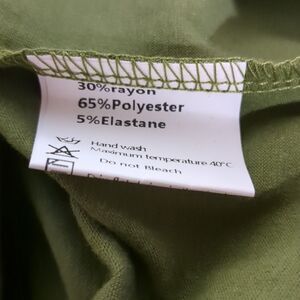 30%rayon
65%Polyester
5%Elastane
Hand wash
Maximum temperature 40°C
Do not Bleach